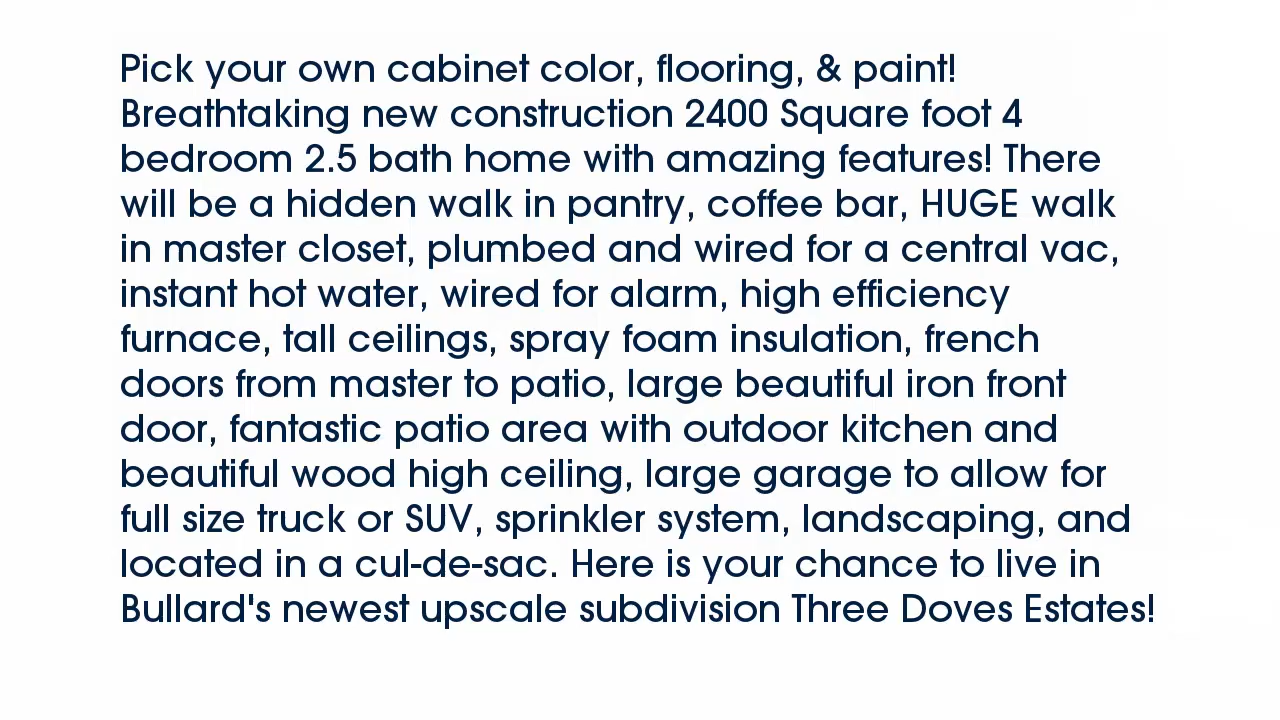 Pick your own cabinet color, flooring, & paint!
Breathtaking new construction 2400 Square foot 4
bedroom 2.5 bath home with amazing features! There
will be a hidden walk in pantry, coffee bar, HUGE walk
in master closet, plumbed and wired for a central vac,
instant hot water, wired for alarm, high efficiency
furnace, tall ceilings, spray foam insulation, french
doors from master to patio, large beautiful iron front
door, fantastic patio area with outdoor kitchen and
beautiful wood high ceiling, large garage to allow for
full size truck or SUV, sprinkler system, landscaping, and
located in a cul-de-sac. Here is your chance to live in
Bullard's newest upscale subdivision Three Doves Estates!